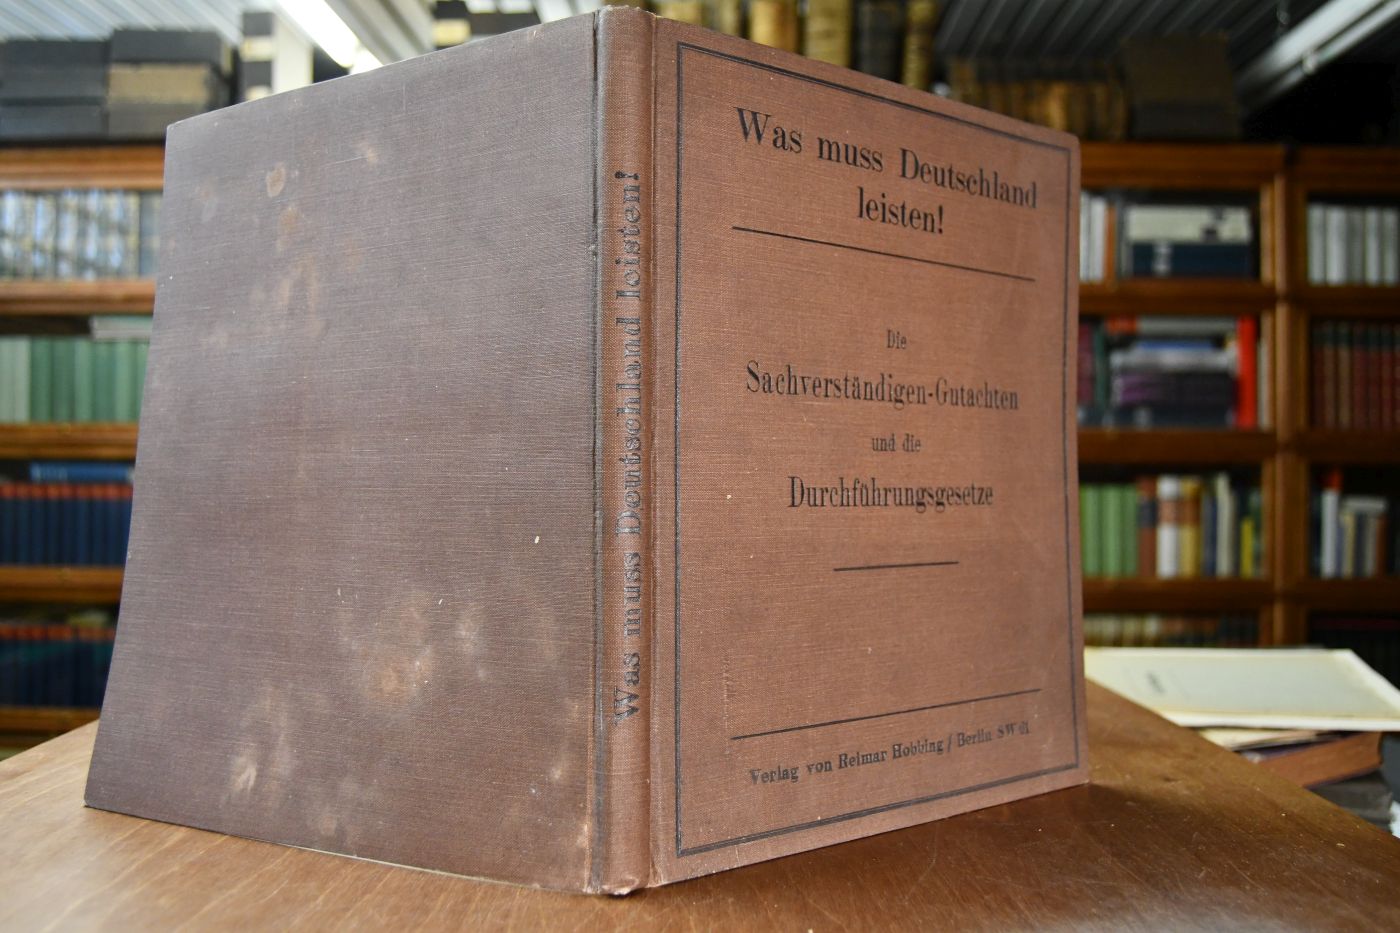 Was muss Deutschland leisten!
Was muss Deutschland
leisten!
Die
Sachverständigen-Gutachten
und die
Durchführungsgesetze
Verlag von Reimar Hobbing / Berlin SW 61